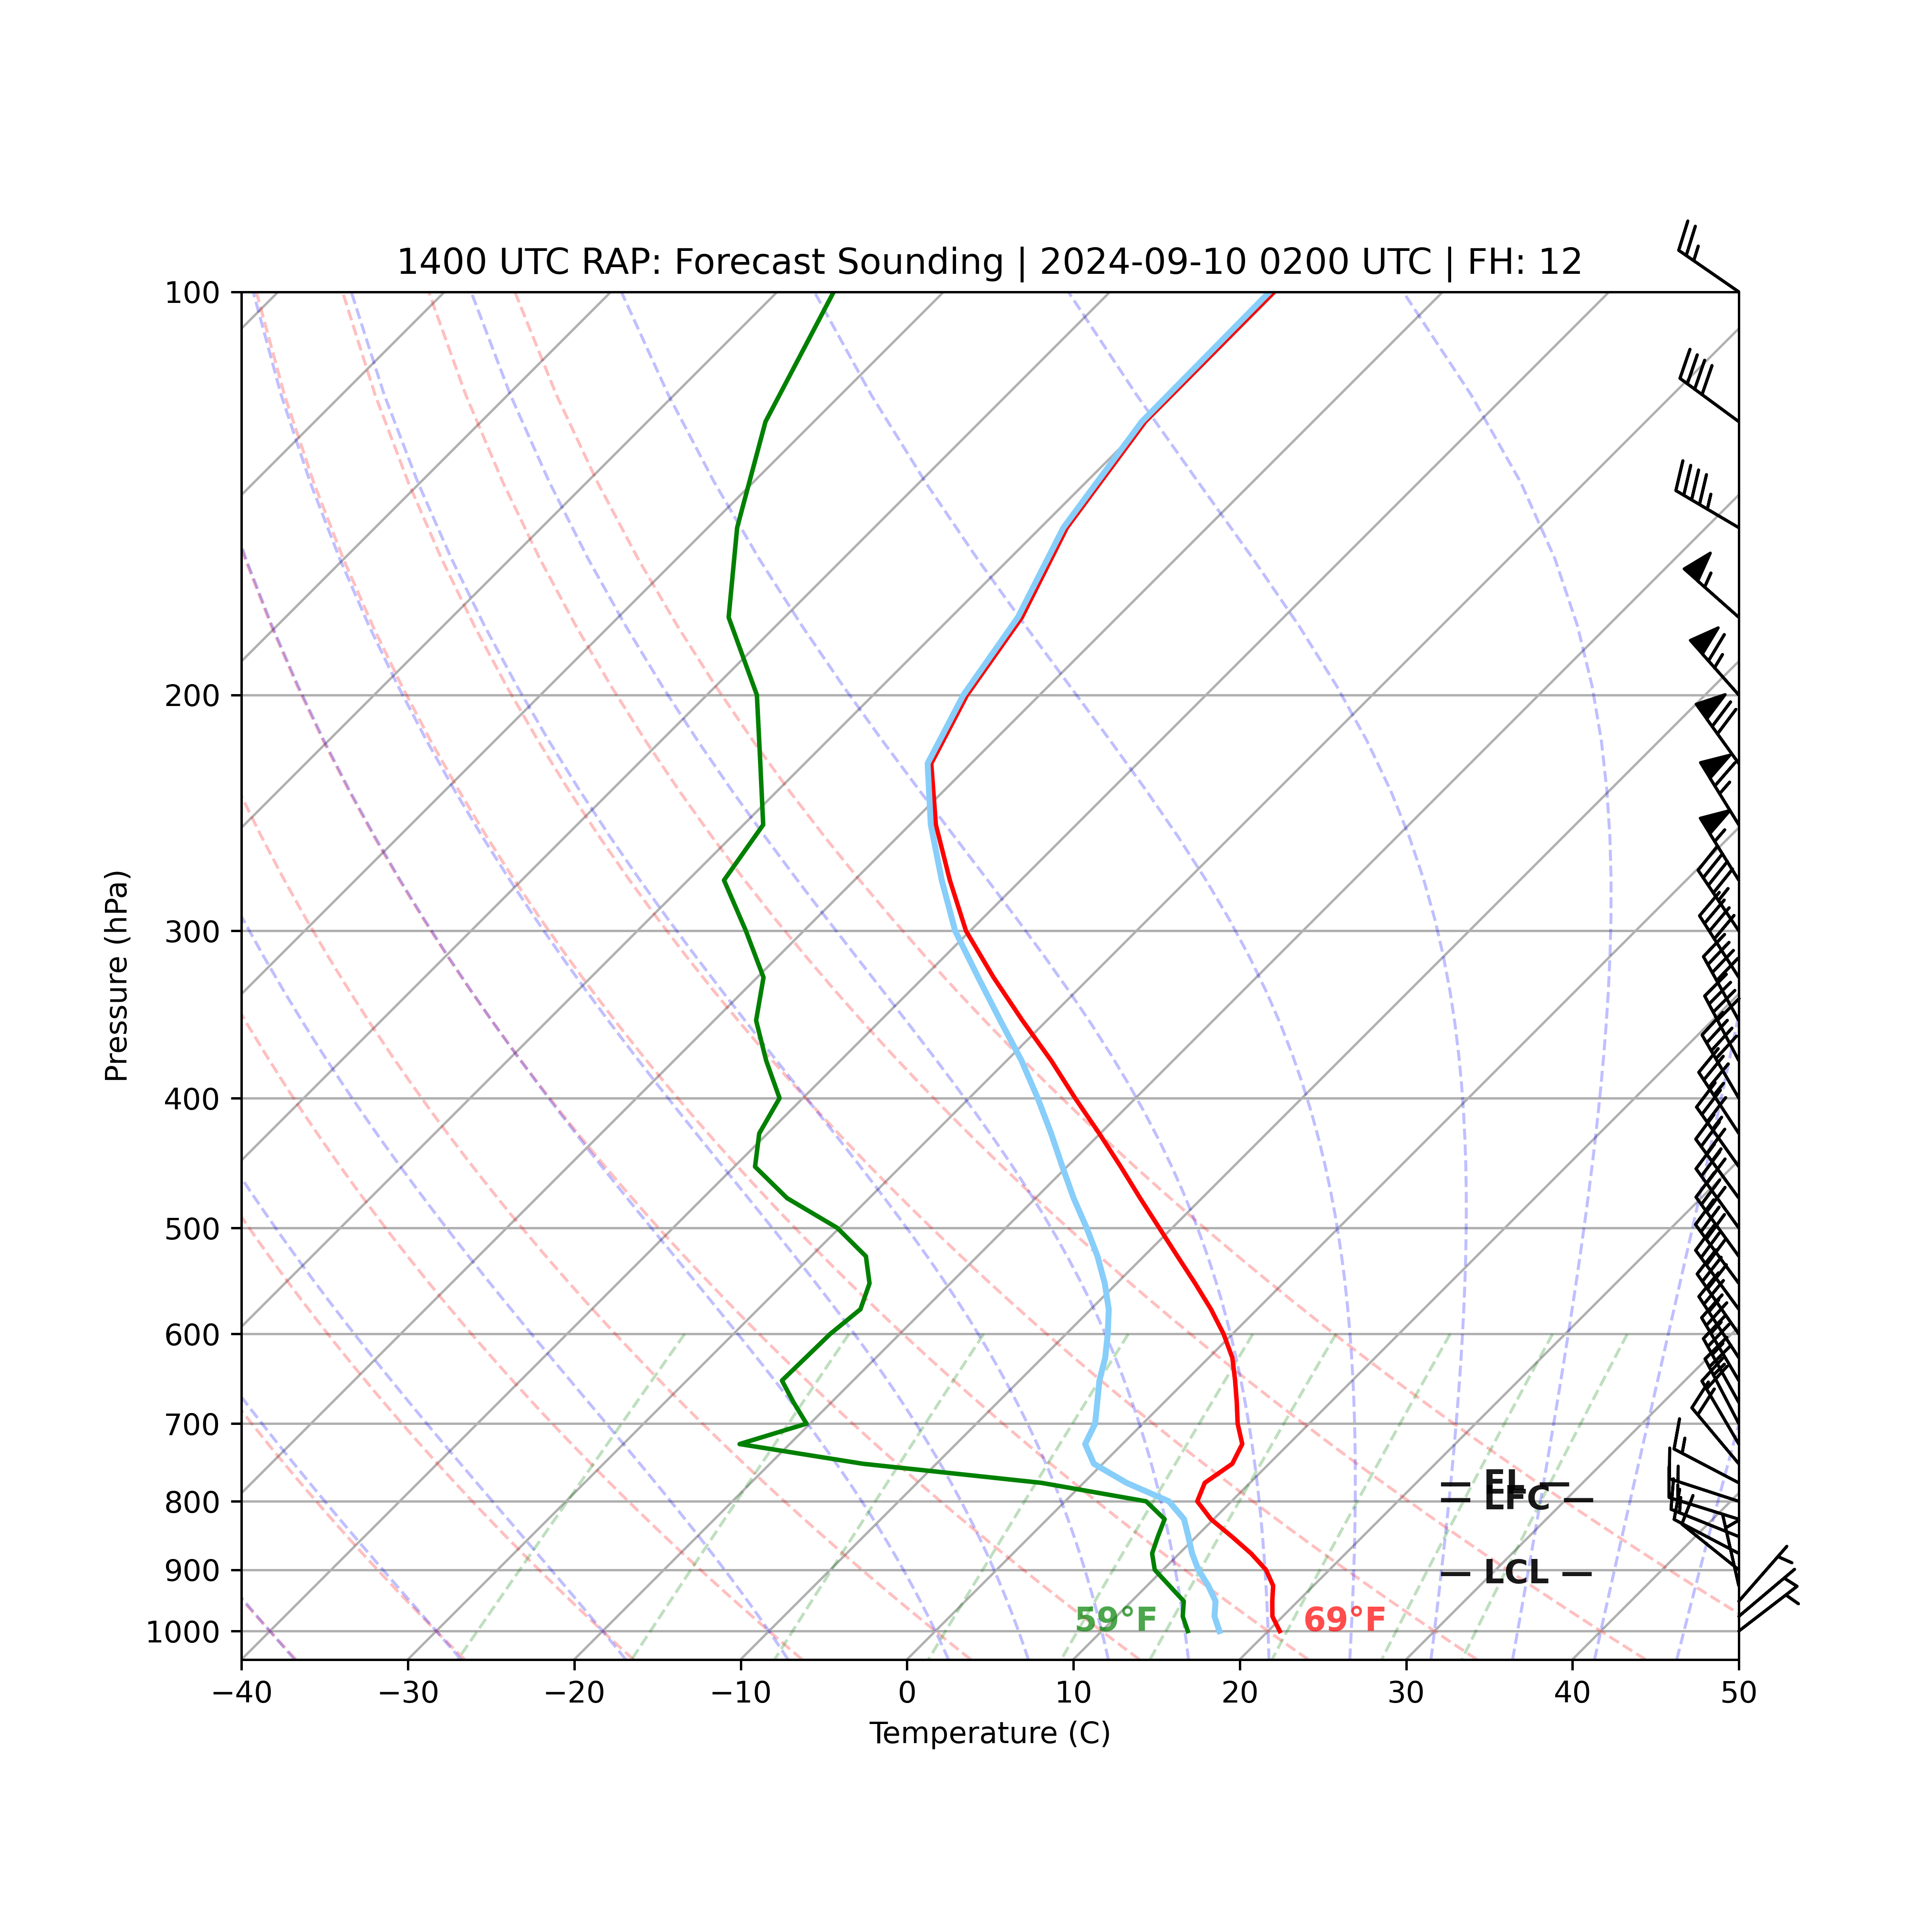 1400 UTC RAP: Forecast Sounding | 2024-09-10 0200 UTC | FH: 12
100
200
300
400
500
600
700
800
900
1000
Pressure (hPa)
— EL —
— LFC —
— LCL —
59°F
69°F
−40
−30
−20
−10
0
10
20
30
40
50
Temperature (C)